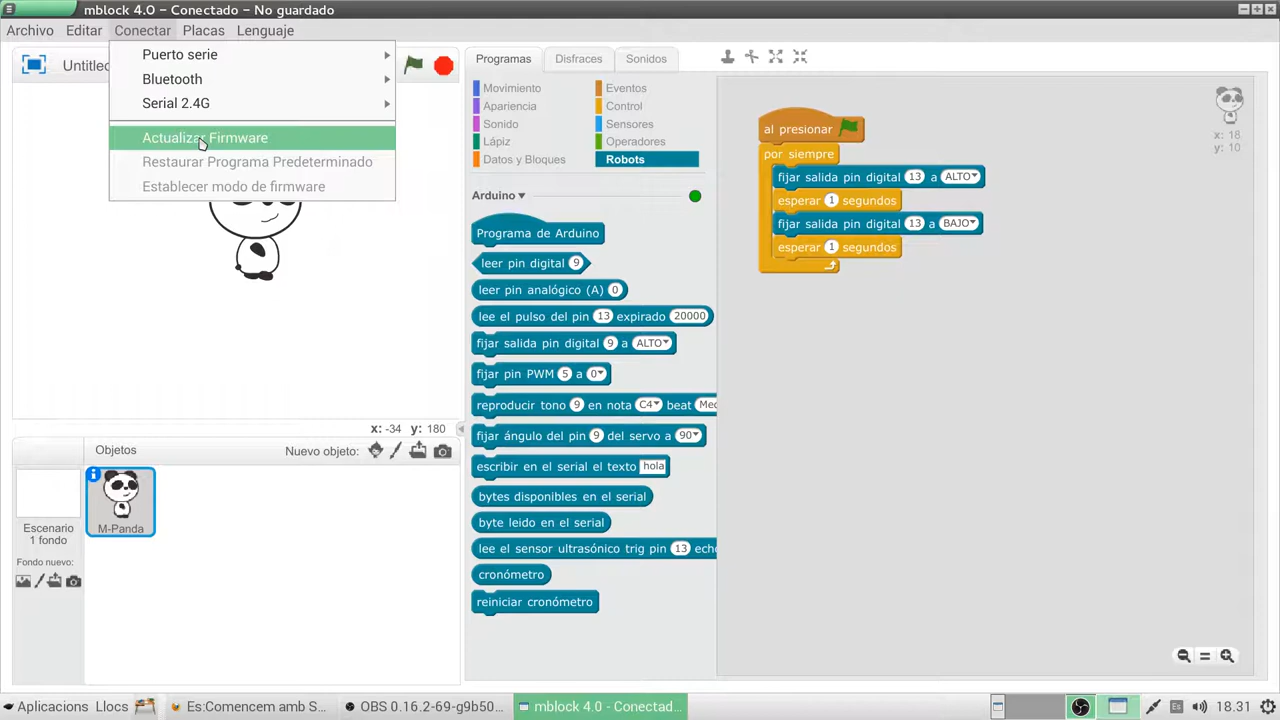 mblock 4.0 - Conectado - No guardado
Archivo Editar Conectar Placas Lenguaje
Puerto serie
Bluetooth
Serial 2.4G
Actualizar Firmware
Restaurar Programa Predeterminado
Establecer modo de firmware
Programas Disfraces Sonidos
Movimiento
Apariencia
Sonido
Lápiz
Datos y Bloques
Eventos
Control
Sensores
Operadores
Robots
Arduino
Programa de Arduino
leer pin digital 9
leer pin analógico (A) 0
lee el pulso del pin 13 expirado 20000
fijar salida pin digital 9 a ALTO
fijar pin PWM 5 a 0
reproducir tono 9 en nota C4 beat
fijar ángulo del pin 9 del servo a 90
escribir en el serial el texto hola
bytes disponibles en el serial
byte leido en el serial
lee el sensor ultrasónico trig pin 13
cronómetro
reiniciar cronómetro
al presionar
por siempre
fijar salida pin digital 13 a ALTO
esperar 1 segundos
fijar salida pin digital 13 a BAJO
esperar 1 segundos
x: 18
y: 10
x: -34 y: 180
Objetos Nuevo objeto:
Escenario
1 fondo
Fondo nuevo:
M-Panda
Aplicacions Llocs Es:Comencem amb S... OBS 0.16.2-69-g9b50... mblock 4.0 - Conectad... Es 18.31